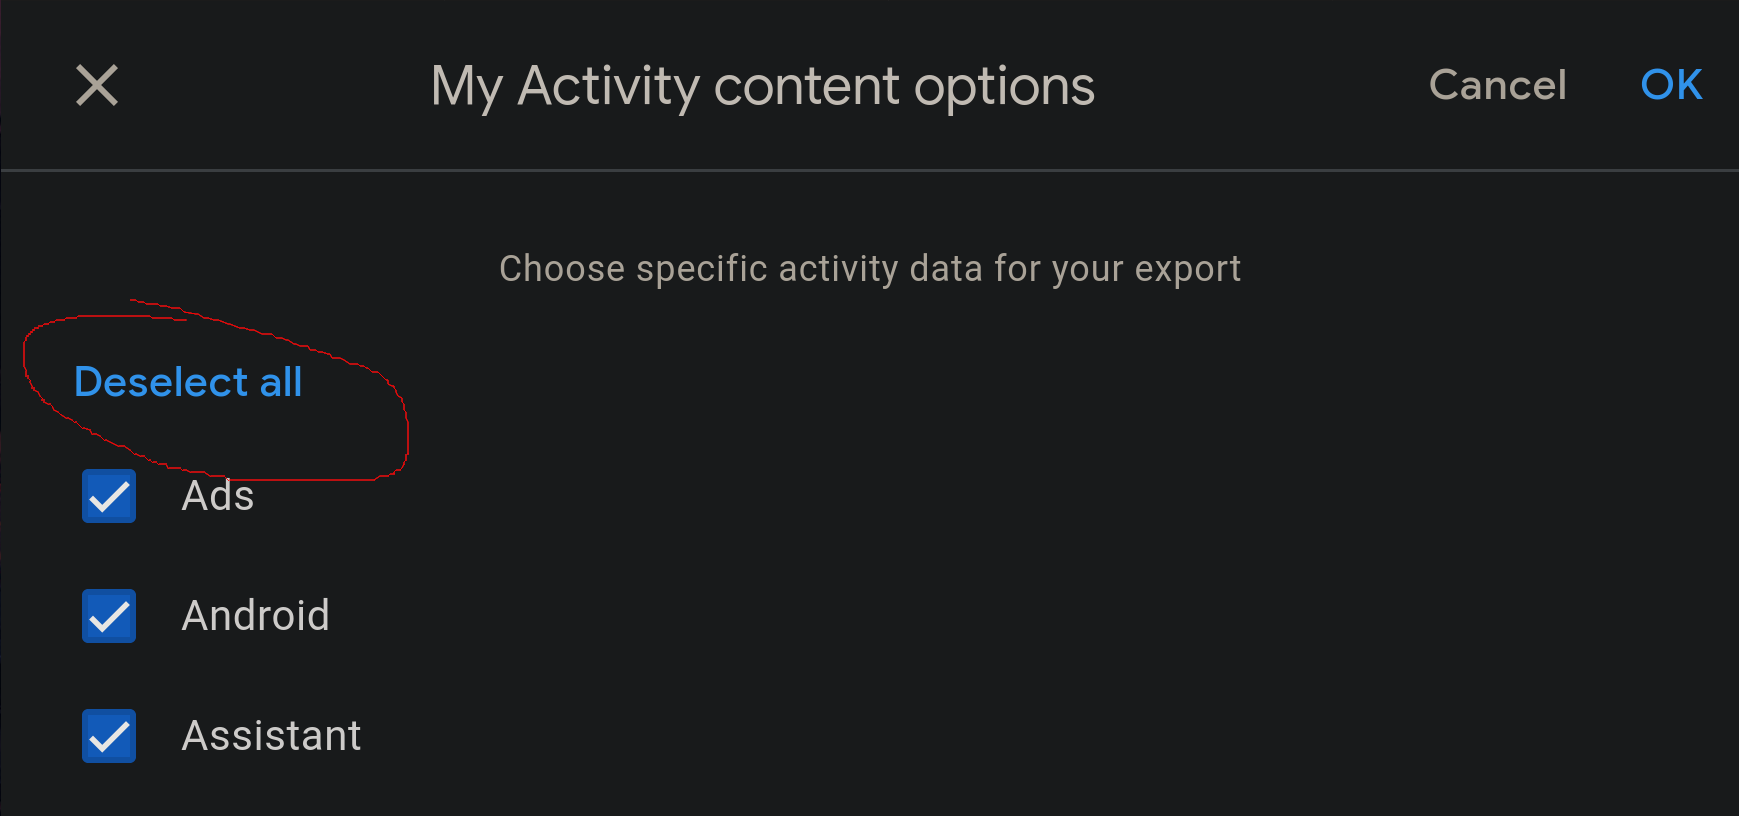 My Activity content options
Cancel
OK
Choose specific activity data for your export
Deselect all
Ads
Android
Assistant